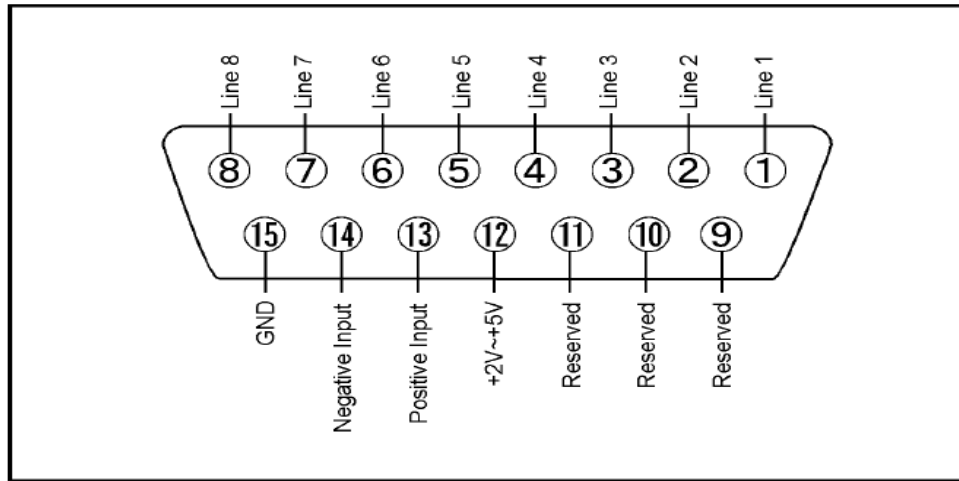 Line 8
Line 7
Line 6
Line 5
Line 4
Line 3
Line 2
Line 1
8
7
6
5
4
3
2
1
15
14
13
12
11
10
9
GND
Negative Input
Positive Input
+2V~+5V
Reserved
Reserved
Reserved